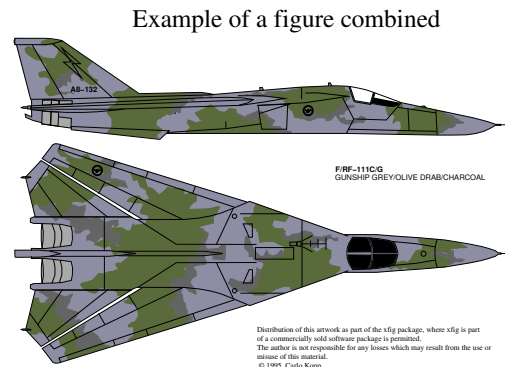 Example of a figure combined
A8-132
F/RF-111C/G
GUNSHIP GREY/OLIVE DRAB/CHARCOAL
Distribution of this artwork as part of the xfig package, where xfig is part
of a commercially sold software package is permitted.
The author is not responsible for any losses which may result from the use or
misuse of this material.
© 1995 Carlo Kopp